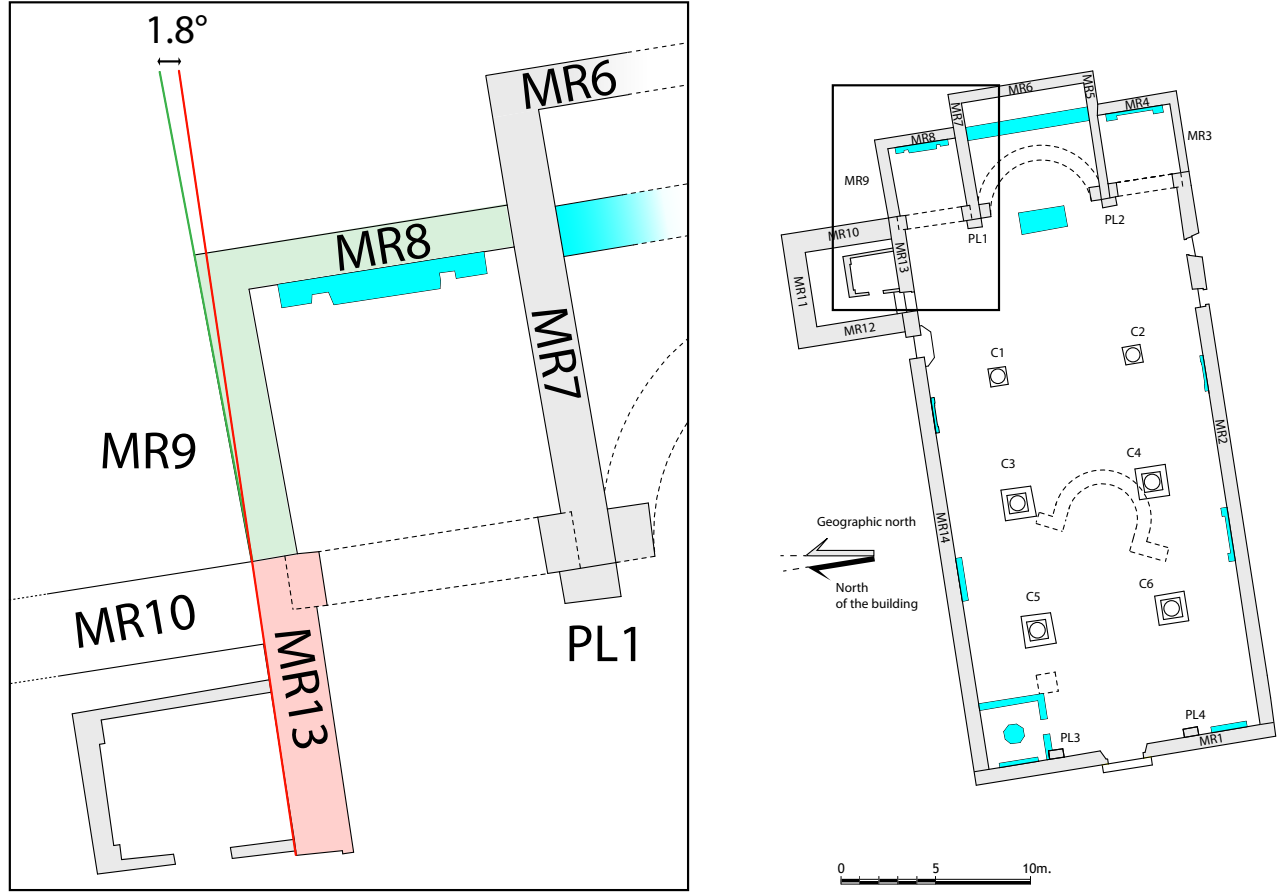 1.8°
MR6
MR8
MR7
MR9
MR10
MR13
PL1
MR6
MR5
MR4
MR7
MR8
MR3
MR9
MR10
PL1
PL2
MR13
MR11
MR12
C1
C2
C3
C4
MR2
MR14
Geographic north
North
of the building
C5
C6
PL3
PL4
MR1
0 5 10m.